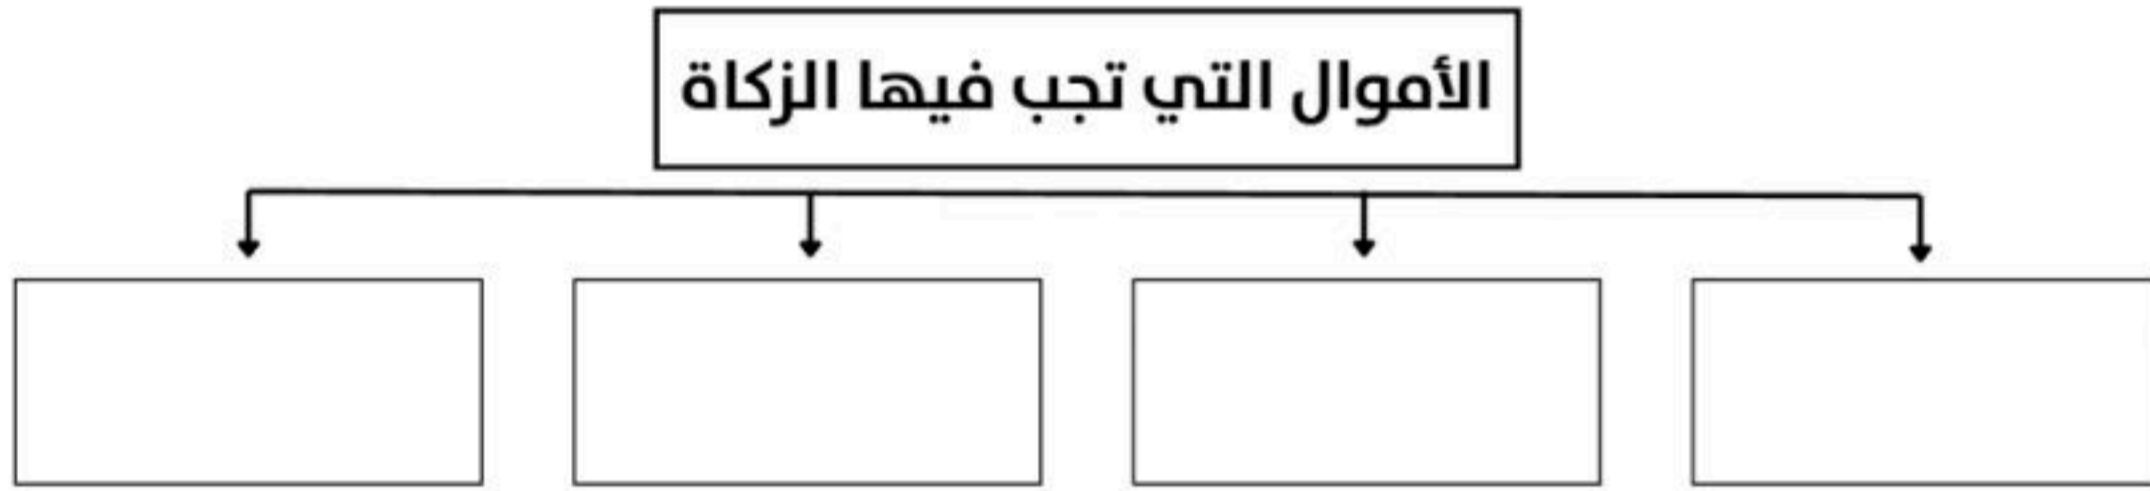 الأموال التي تجب فيها الزكاة